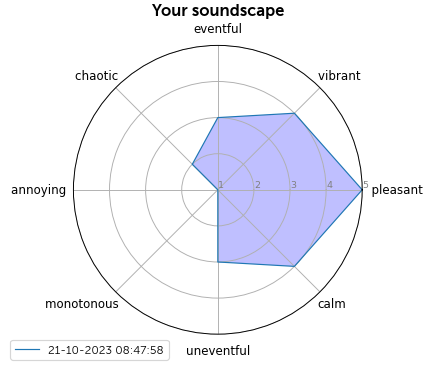 Your soundscape
eventful
chaotic
vibrant
annoying
1
2
3
4
5
pleasant
monotonous
calm
uneventful
21-10-2023 08:47:58